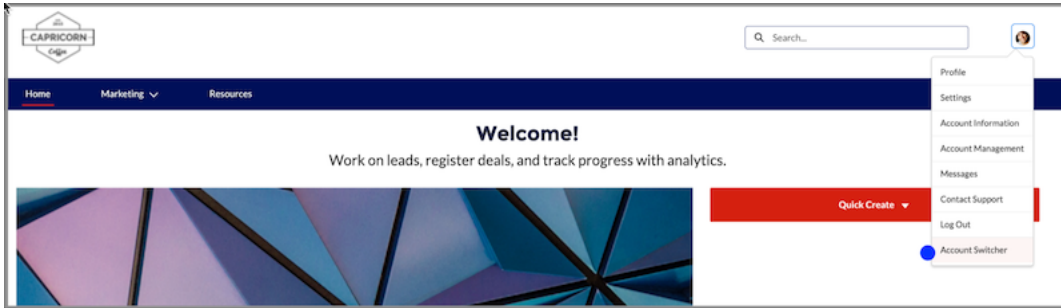 CAPRICORN
Coffee
Search...
Profile
Home
Marketing
Resources
Settings
Account Information
Welcome!
Account Management
Work on leads, register deals, and track progress with analytics.
Messages
Quick Create
Contact Support
Log Out
Account Switcher